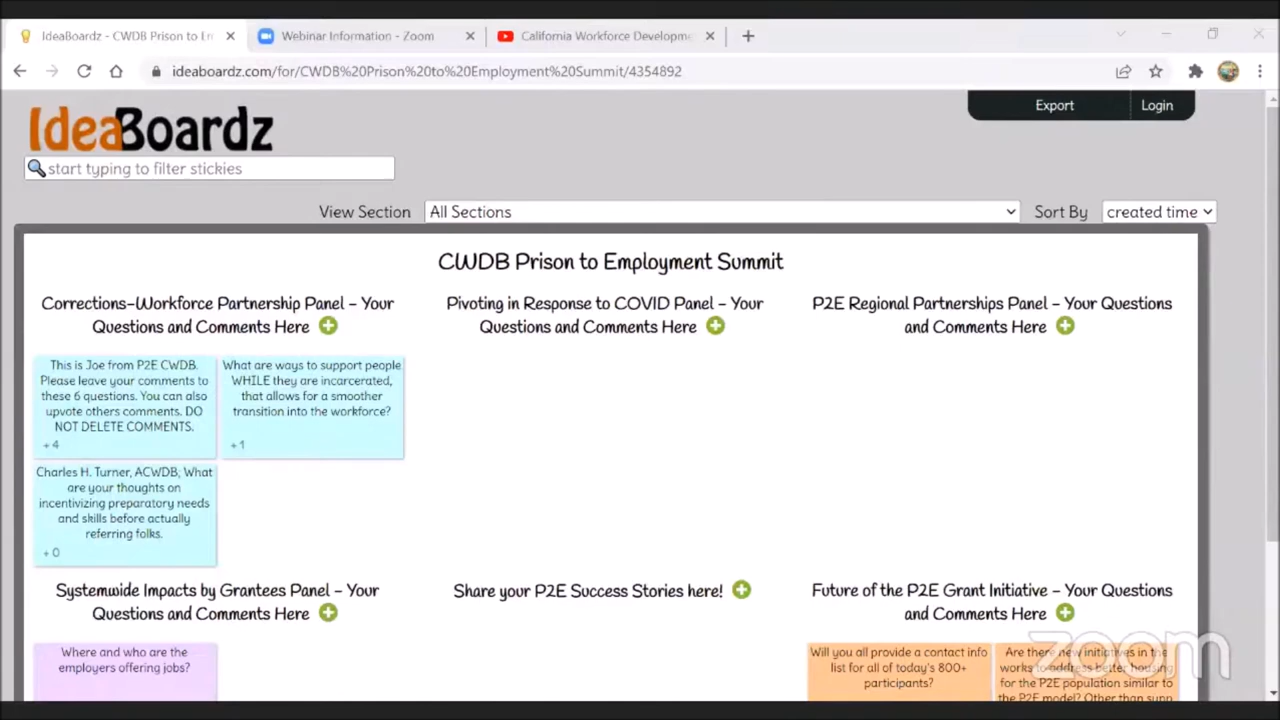 IdeaBoardz - CWDB Prison to En
Webinar Information - Zoom
California Workforce Developme
ideaboardz.com/for/CWDB%20Prison%20to%20Employment%20Summit/4354892
Export
Login
IdeaBoardz
start typing to filter stickies
View Section
All Sections
Sort By
created time
CWDB Prison to Employment Summit
Corrections-Workforce Partnership Panel - Your
Questions and Comments Here
Pivoting in Response to COVID Panel - Your
Questions and Comments Here
P2E Regional Partnerships Panel - Your Questions
and Comments Here
This is Joe from P2E CWDB.
Please leave your comments to
these 6 questions. You can also
upvote others comments. DO
NOT DELETE COMMENTS.
+4
What are ways to support people
WHILE they are incarcerated,
that allows for a smoother
transition into the workforce?
+1
Charles H. Turner, ACWDB; What
are your thoughts on
incentivizing preparatory needs
and skills before actually
referring folks.
+0
Systemwide Impacts by Grantees Panel - Your
Questions and Comments Here
Share your P2E Success Stories here!
Future of the P2E Grant Initiative - Your Questions
and Comments Here
Where and who are the
employers offering jobs?
Will you all provide a contact info
list for all of today's 800+
participants?
Are there new initiatives in the
works to address better housing
for the P2E population similar to
the P2E model? Other than supp
zoom